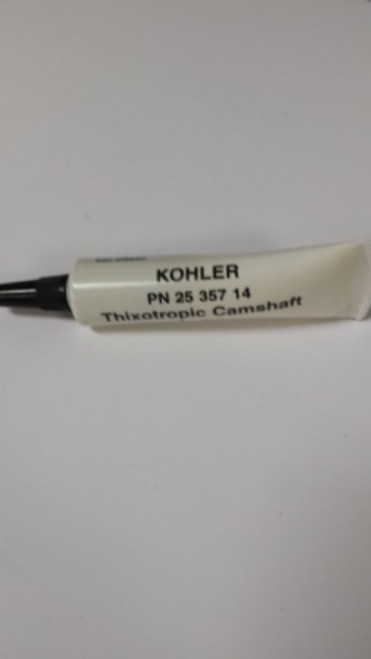 KOHLER
PN 25 357 14
Thixotropic Camshaft